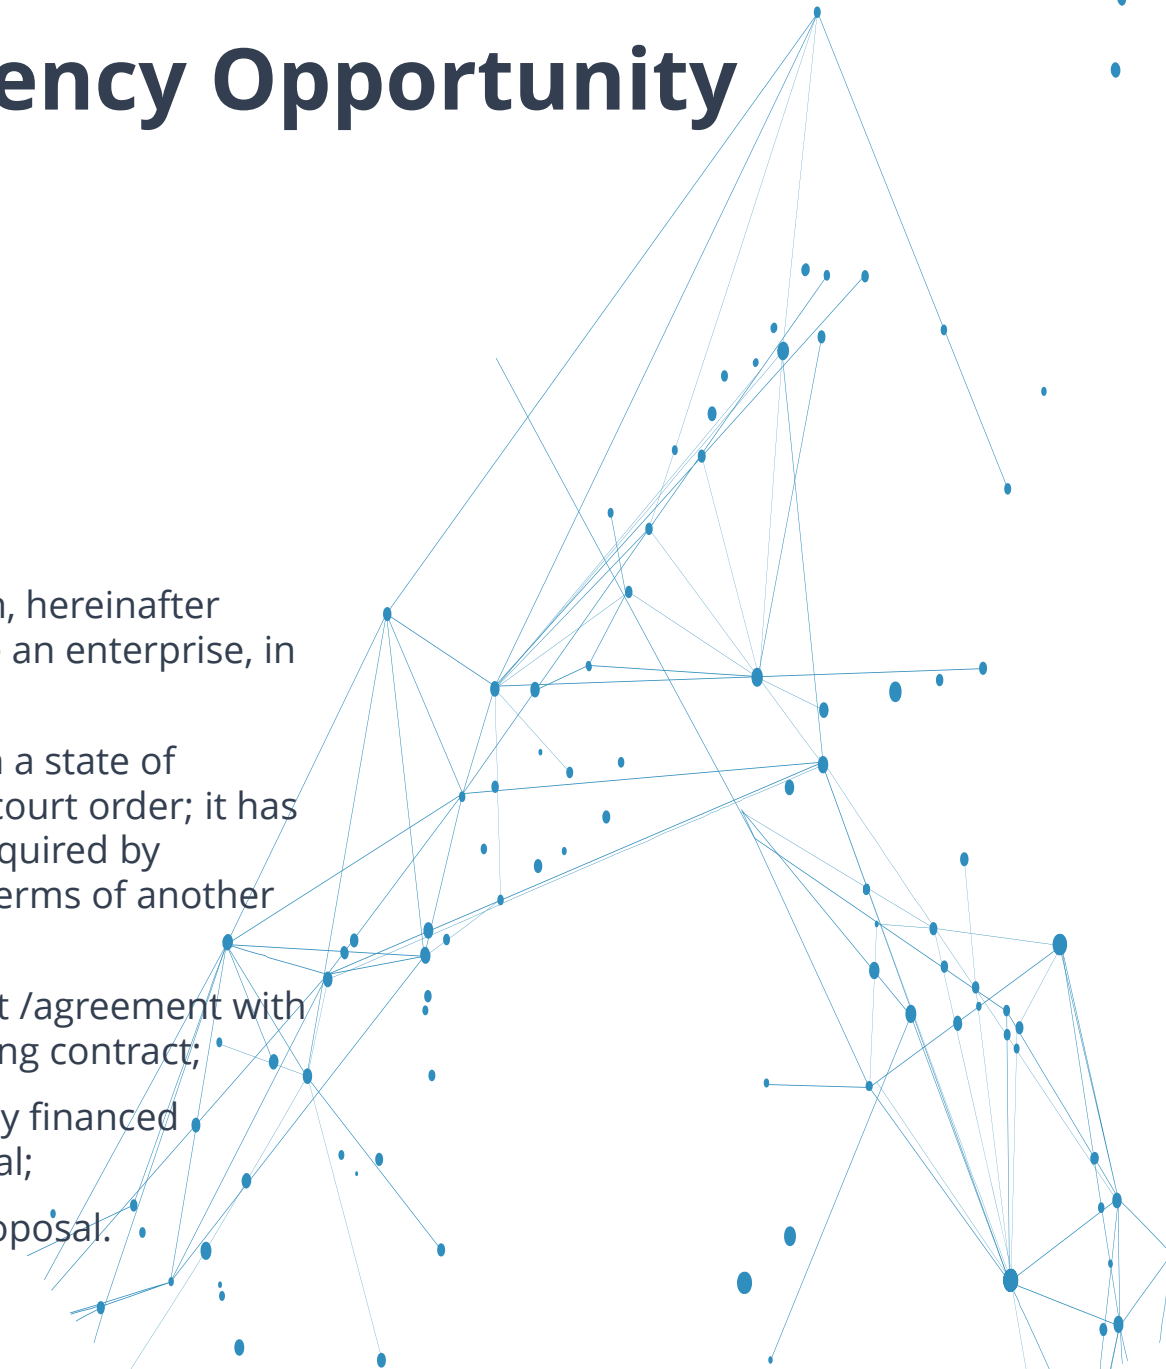 ency Opportunity
, hereinafter
an enterprise, in
a state of
court order; it has
quired by
erms of another
t /agreement with
ng contract;
y financed
al;
oposal.